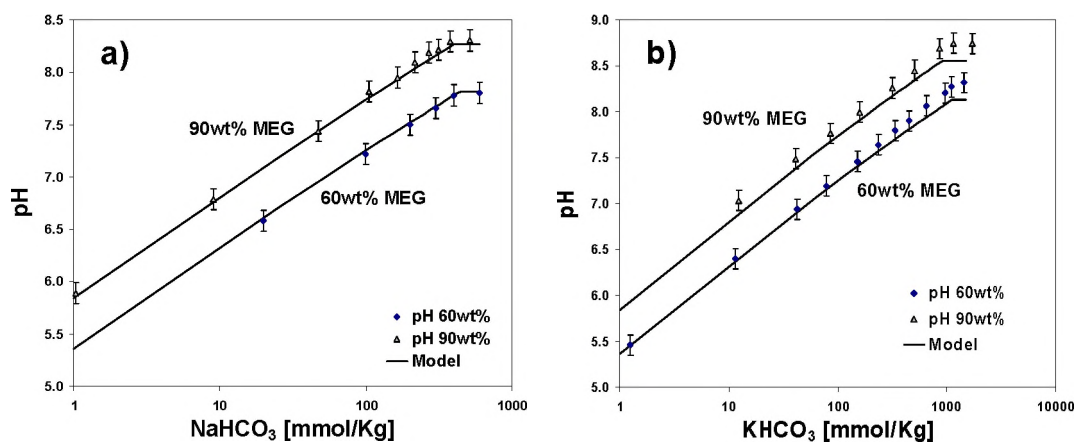 a)
8.5
8.0
7.5
7.0
6.5
6.0
5.5
5.0
pH
90wt% MEG
60wt% MEG
pH 60wt%
pH 90wt%
Model
1
10
100
1000
NaHCO₃ [mmol/Kg]
b)
9.0
8.5
8.0
7.5
7.0
6.5
6.0
5.5
5.0
pH
90wt% MEG
60wt% MEG
pH 60wt%
pH 90wt%
Model
1
10
100
1000
10000
KHCO₃ [mmol/Kg]